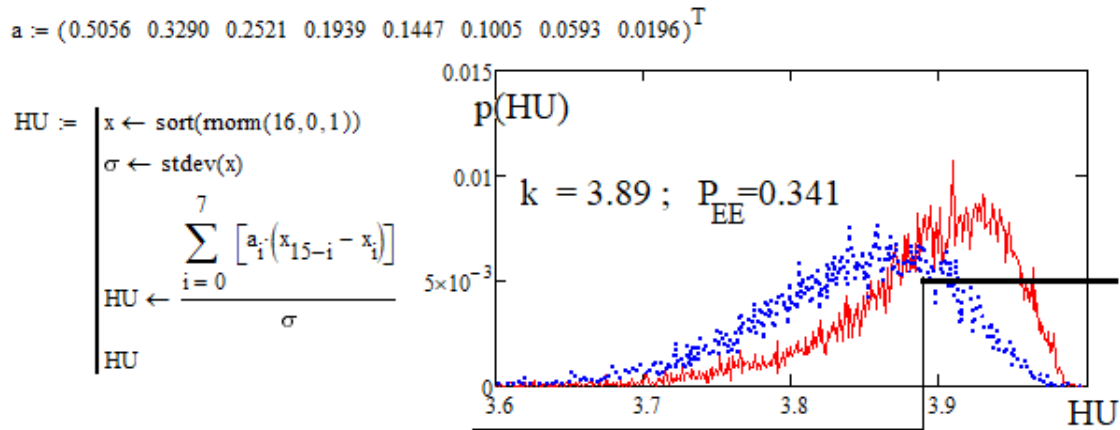 a := (0.5056 0.3290 0.2521 0.1939 0.1447 0.1005 0.0593 0.0196)ᵀ
HU := x ← sort(rnorm(16,0,1))
σ ← stdev(x)
7
∑ [aᵢ·(x₁₅₋ᵢ − xᵢ)]
i = 0
HU ← σ
HU
0.015
p(HU)
0.01
k = 3.89 ; P_EE=0.341
5×10⁻³
0
3.6 3.7 3.8 3.9
HU